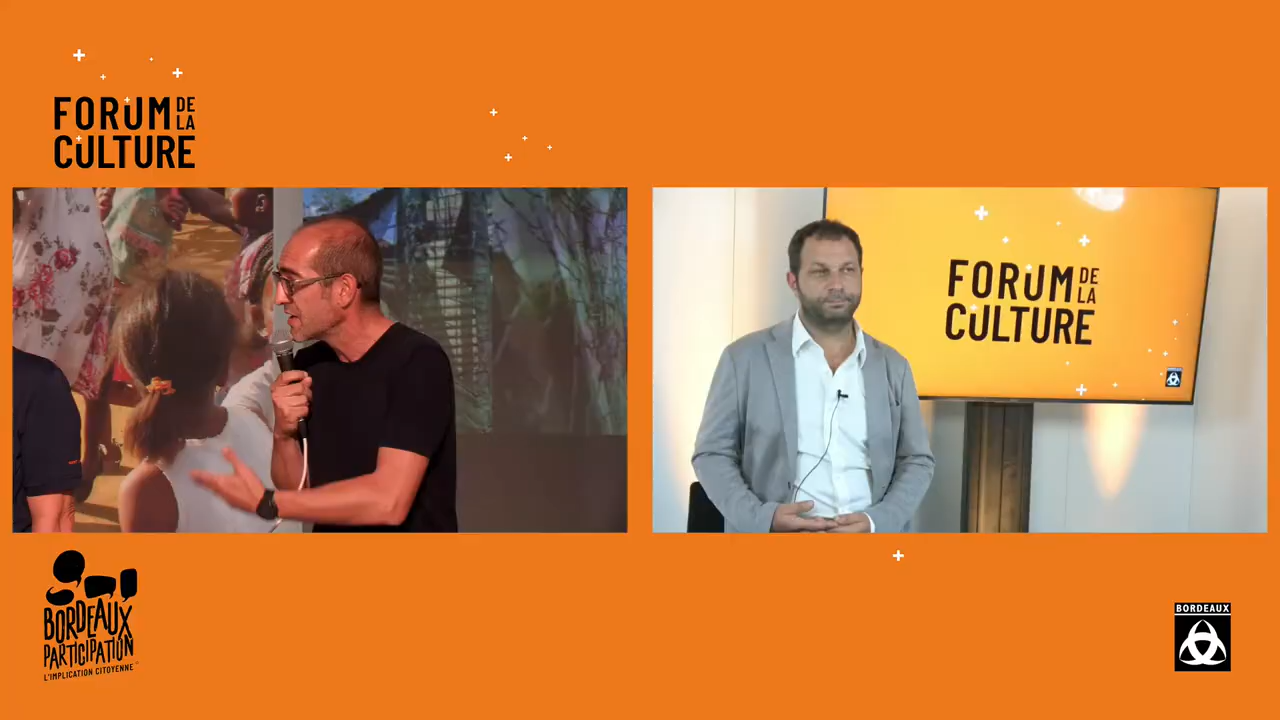 FORUM DE LA
CULTURE
FORUM DE LA
CULTURE
BORDEAUX
PARTICIPATION
L'IMPLICATION CITOYENNE
BORDEAUX